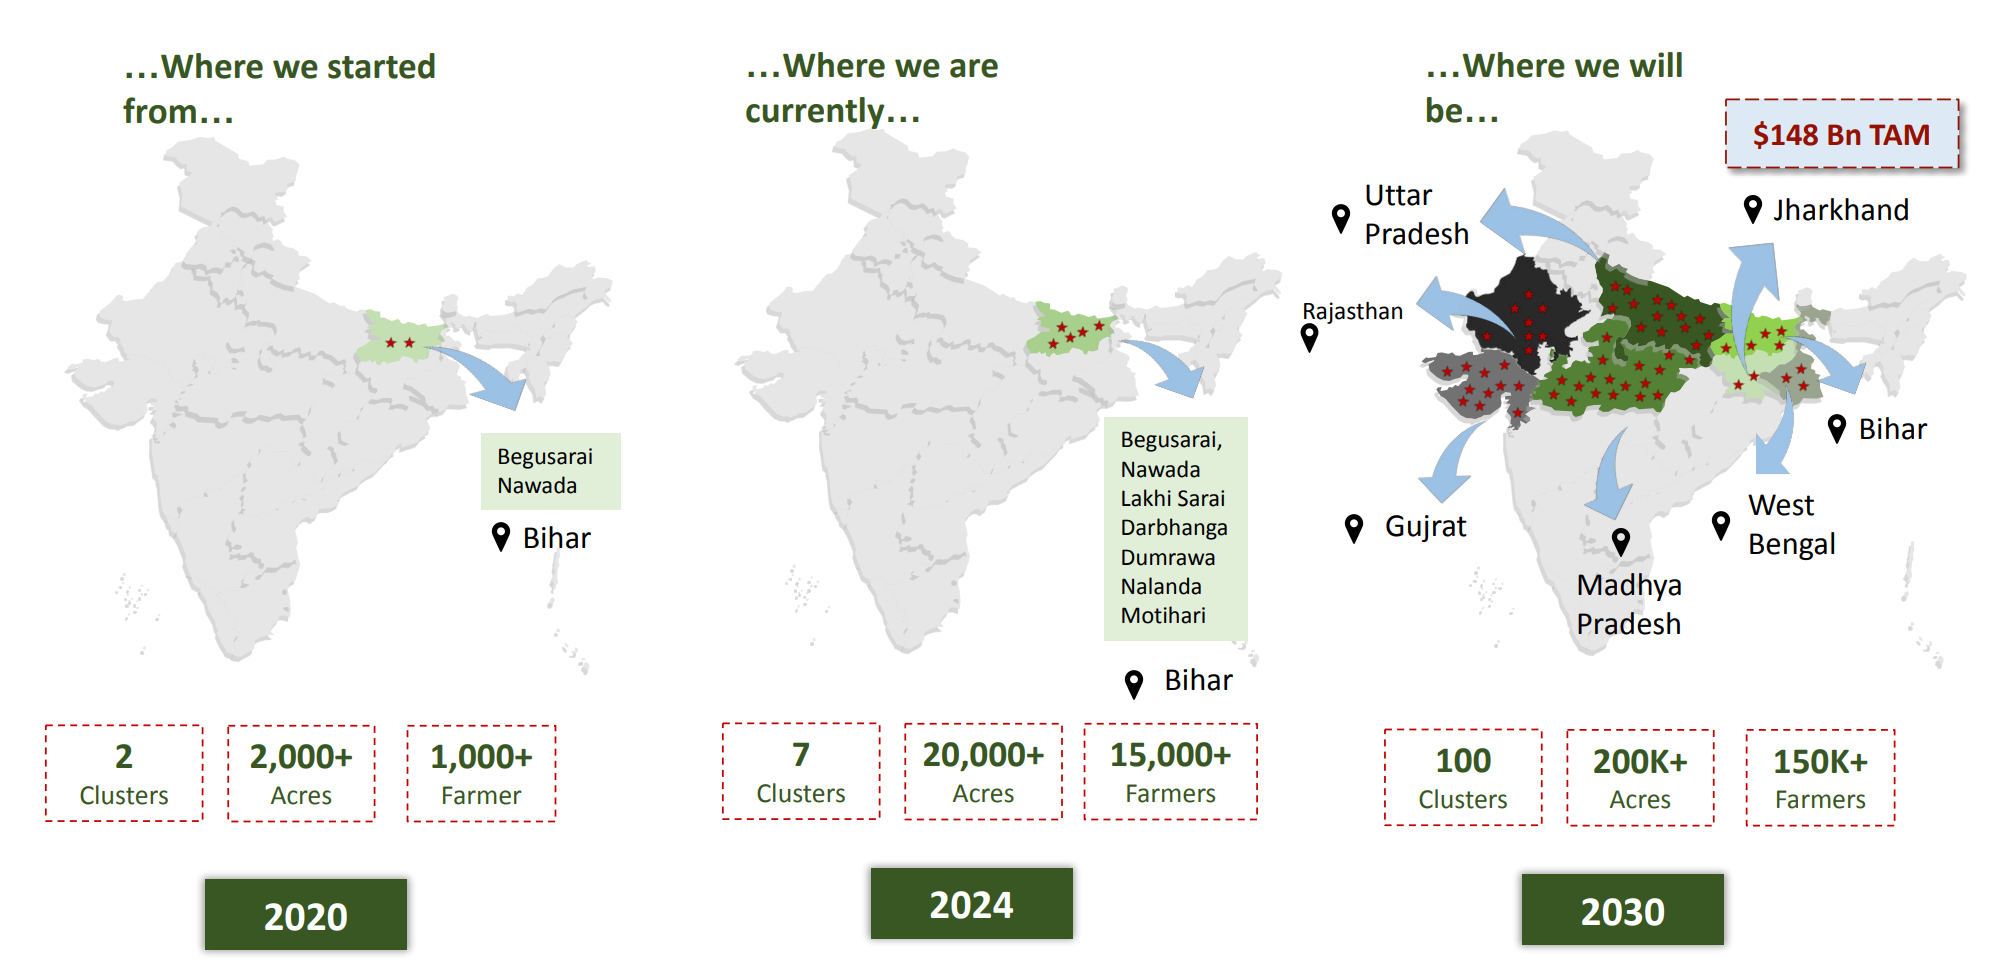 ...Where we started
from...
Begusarai
Nawada
Bihar
2
Clusters
2,000+
Acres
1,000+
Farmer
2020
...Where we are
currently...
Begusarai,
Nawada
Lakhi Sarai
Darbhanga
Dumrawa
Nalanda
Motihari
Bihar
7
Clusters
20,000+
Acres
15,000+
Farmers
2024
...Where we will
be...
$148 Bn TAM
Uttar
Pradesh
Jharkhand
Rajasthan
Bihar
Gujrat
West
Bengal
Madhya
Pradesh
100
Clusters
200K+
Acres
150K+
Farmers
2030